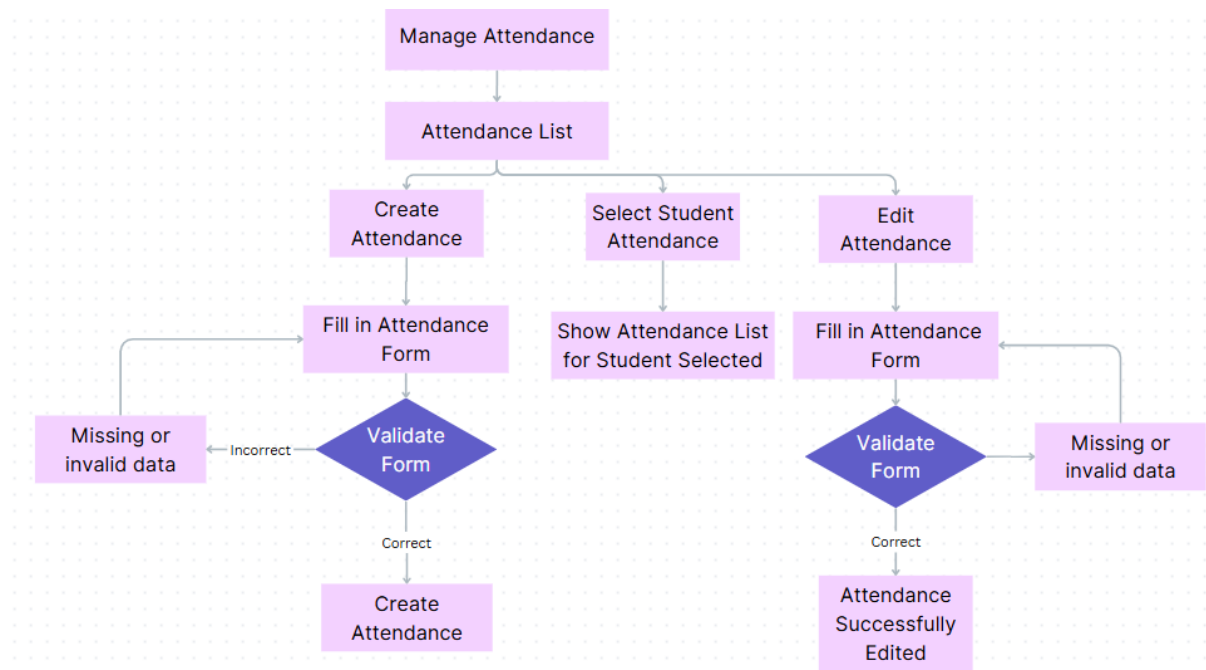 Manage Attendance
Attendance List
Create
Attendance
Select Student
Attendance
Edit
Attendance
Fill in Attendance
Form
Show Attendance List
for Student Selected
Fill in Attendance
Form
Missing or
invalid data
Incorrect
Validate
Form
Validate
Form
Missing or
invalid data
Correct
Correct
Create
Attendance
Attendance
Successfully
Edited